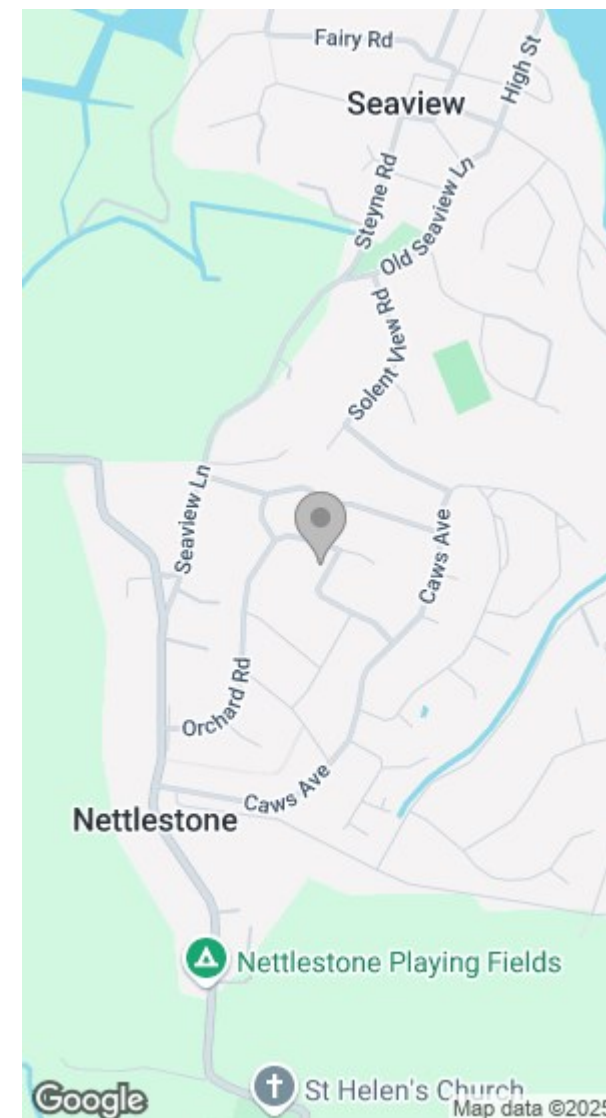 Fairy Rd
Seaview
High St
Steyne Rd
Old Seaview Ln
Solent View Rd
Seaview Ln
Caws Ave
Orchard Rd
Caws Ave
Nettlestone
Nettlestone Playing Fields
St Helen's Church
Google
Map data ©2025